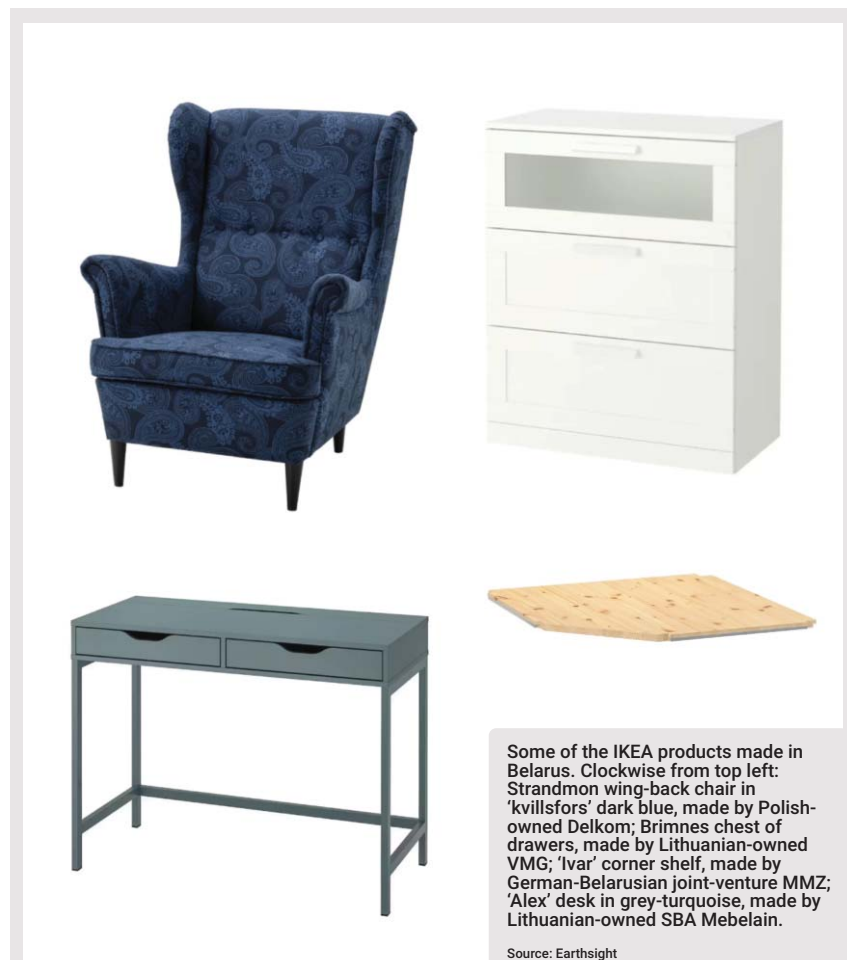 Some of the IKEA products made in
Belarus. Clockwise from top left:
Strandmon wing-back chair in
‘kvillsfors’ dark blue, made by Polish-
owned Delkom; Brimnes chest of
drawers, made by Lithuanian-owned
VMG; ‘Ivar’ corner shelf, made by
German-Belarusian joint-venture MMZ;
‘Alex’ desk in grey-turquoise, made by
Lithuanian-owned SBA Mebelain.
Source: Earthsight